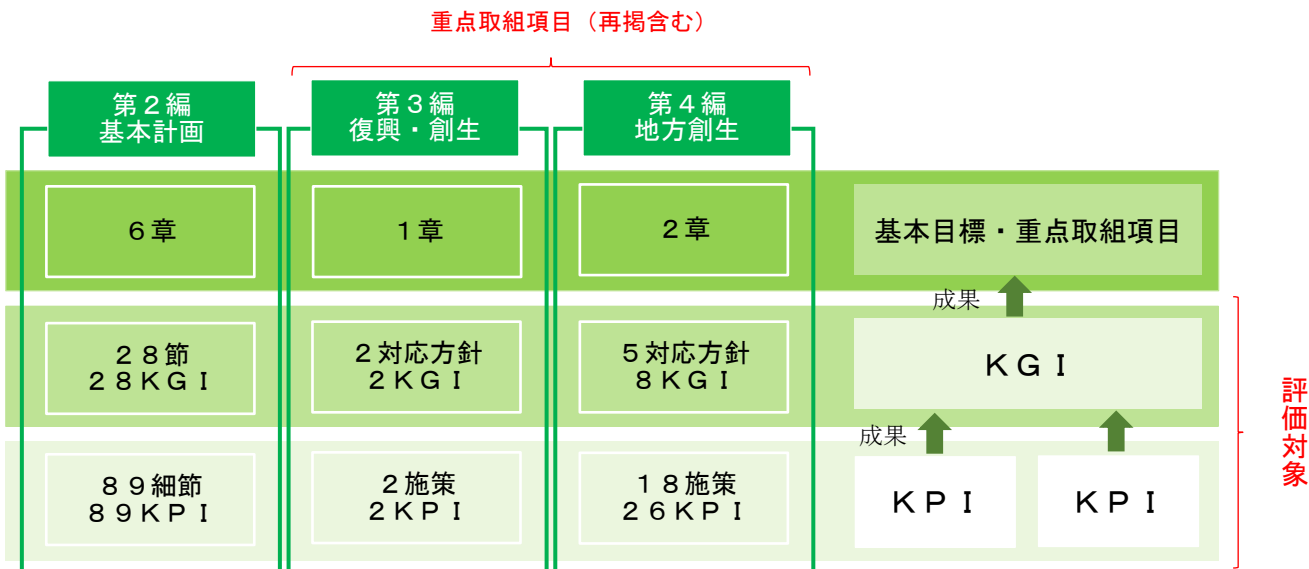 重点取組項目（再掲含む）
第２編
基本計画
第３編
復興・創生
第４編
地方創生
６章
１章
２章
基本目標・重点取組項目
成果
２８節
２８ＫＧＩ
２対応方針
２ＫＧＩ
５対応方針
８ＫＧＩ
ＫＧＩ
成果
８９細節
８９ＫＰＩ
２施策
２ＫＰＩ
１８施策
２６ＫＰＩ
ＫＰＩ
ＫＰＩ
評価対象